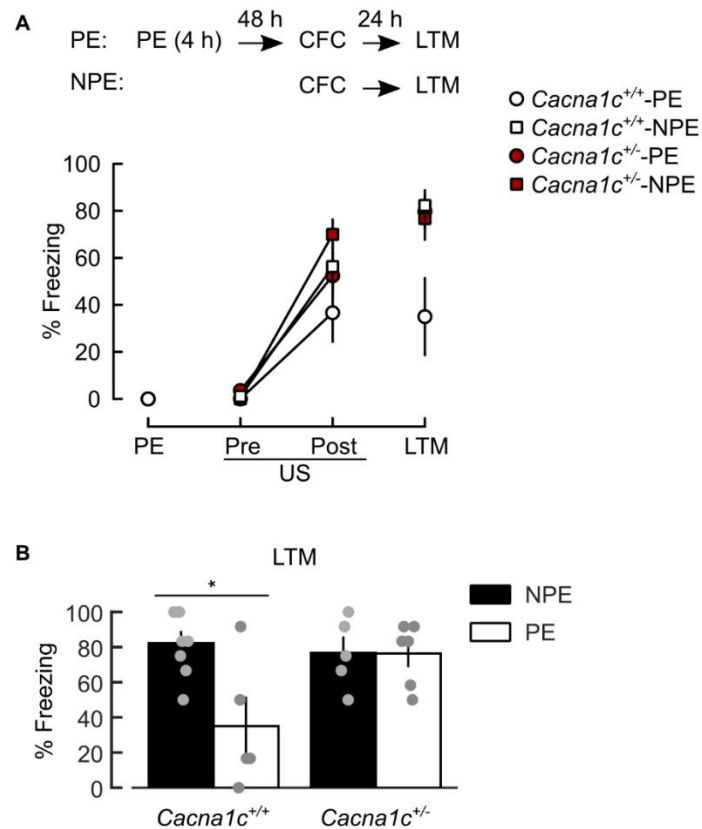 A
48 h 24 h
PE: PE (4 h) CFC LTM
NPE: CFC LTM
Cacna1c+/+-PE
Cacna1c+/+-NPE
Cacna1c+/--PE
Cacna1c+/--NPE
% Freezing
100
80
60
40
20
0
PE Pre Post LTM
US
B
LTM
*
NPE
PE
% Freezing
100
80
60
40
20
0
Cacna1c+/+ Cacna1c+/-